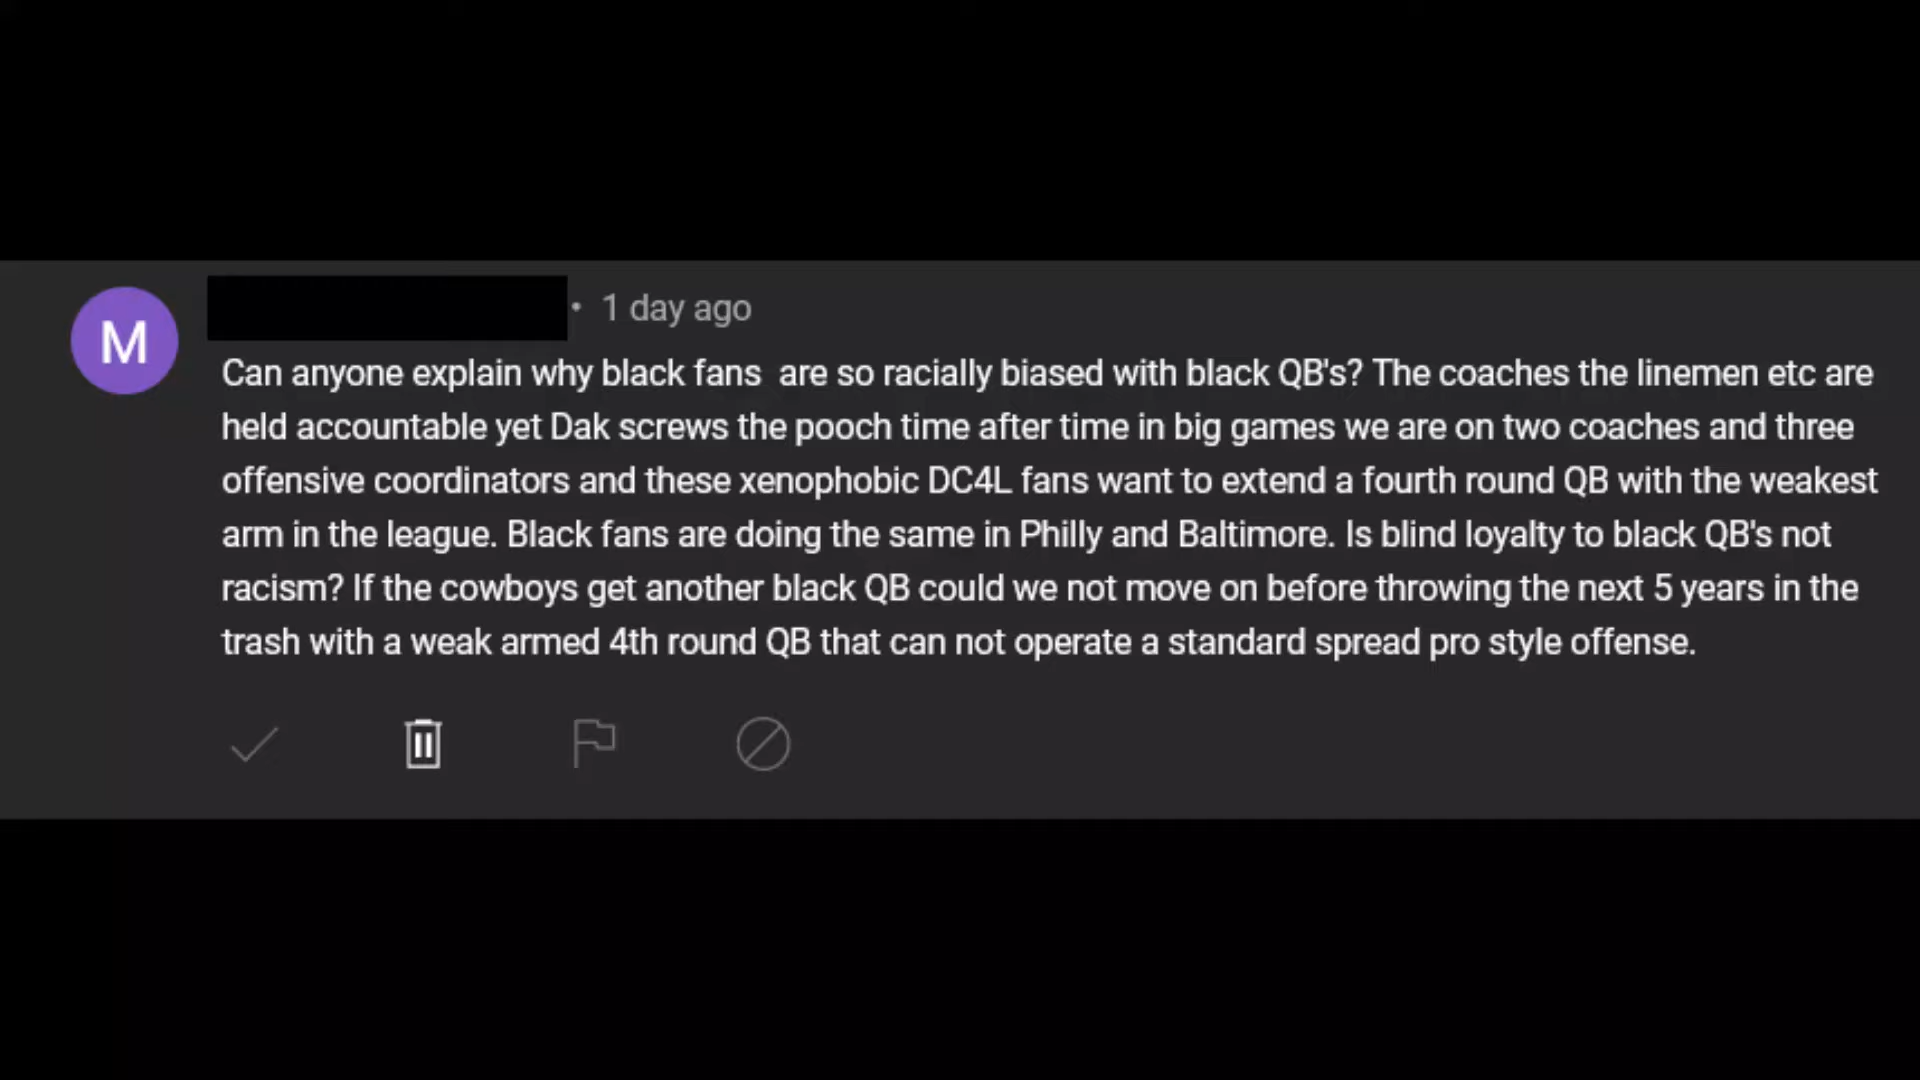 M
• 1 day ago
Can anyone explain why black fans  are so racially biased with black QB's? The coaches the linemen etc are
held accountable yet Dak screws the pooch time after time in big games we are on two coaches and three
offensive coordinators and these xenophobic DC4L fans want to extend a fourth round QB with the weakest
arm in the league. Black fans are doing the same in Philly and Baltimore. Is blind loyalty to black QB's not
racism? If the cowboys get another black QB could we not move on before throwing the next 5 years in the
trash with a weak armed 4th round QB that can not operate a standard spread pro style offense.